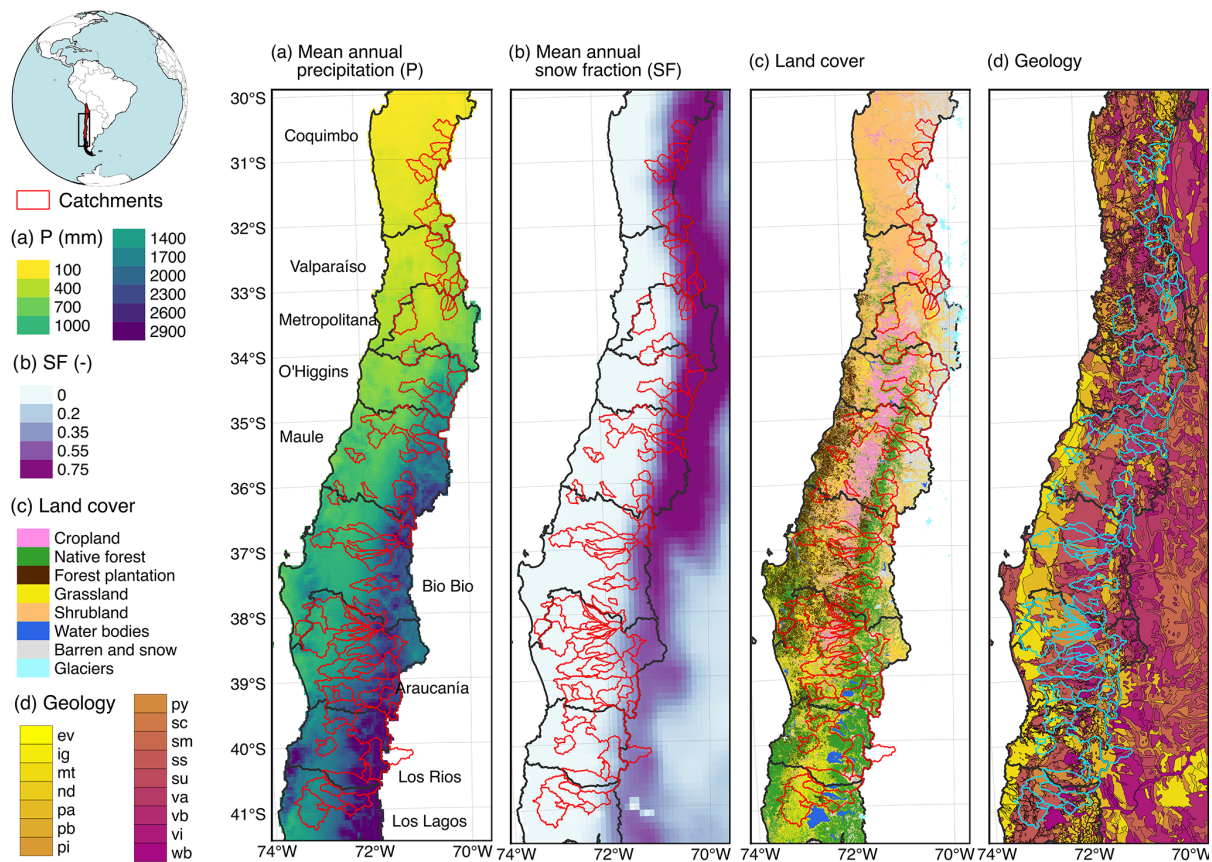 (a) Mean annual
precipitation (P)
(b) Mean annual
snow fraction (SF)
(c) Land cover
(d) Geology
Catchments
(a) P (mm)
100
400
700
1000
1400
1700
2000
2300
2600
2900
(b) SF (-)
0
0.2
0.35
0.55
0.75
(c) Land cover
Cropland
Native forest
Forest plantation
Grassland
Shrubland
Water bodies
Barren and snow
Glaciers
(d) Geology
ev
ig
mt
nd
pa
pb
pi
py
sc
sm
ss
su
va
vb
vi
wb
30°S
31°S
32°S
33°S
34°S
35°S
36°S
37°S
38°S
39°S
40°S
41°S
Coquimbo
Valparaíso
Metropolitana
O'Higgins
Maule
Bio Bio
Araucanía
Los Rios
Los Lagos
74°W 72°W 70°W
74°W 72°W 70°W
74°W 72°W 70°W
74°W 72°W 70°W